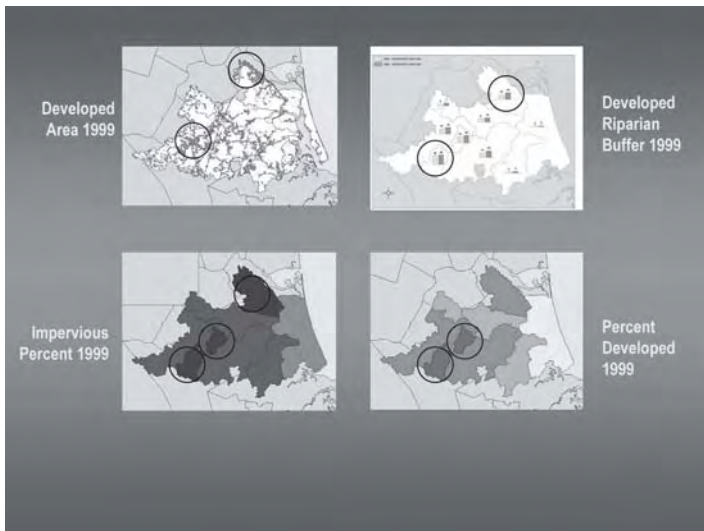 Developed
Area 1999
Developed
Riparian
Buffer 1999
Impervious
Percent 1999
Percent
Developed
1999